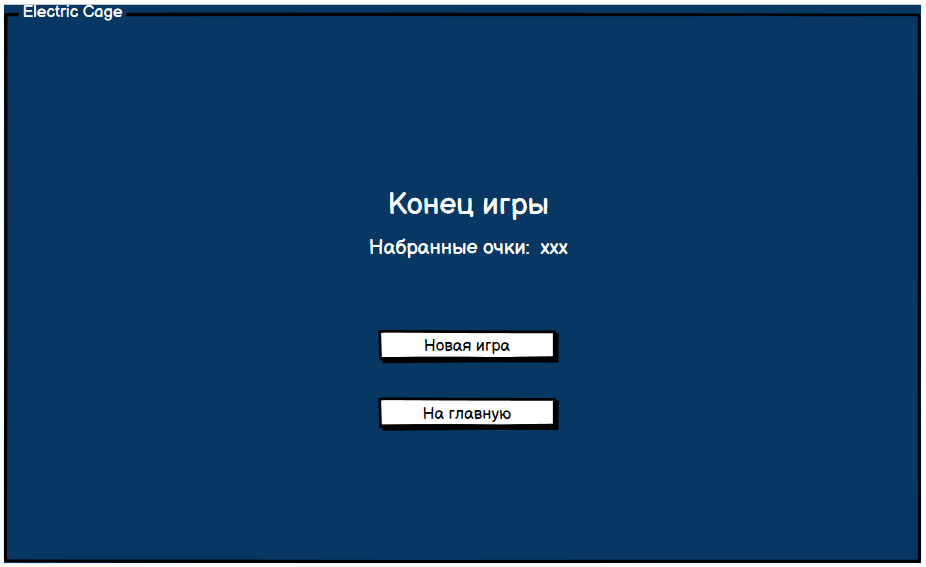 Electric Cage
Конец игры
Набранные очки: xxx
Новая игра
На главную